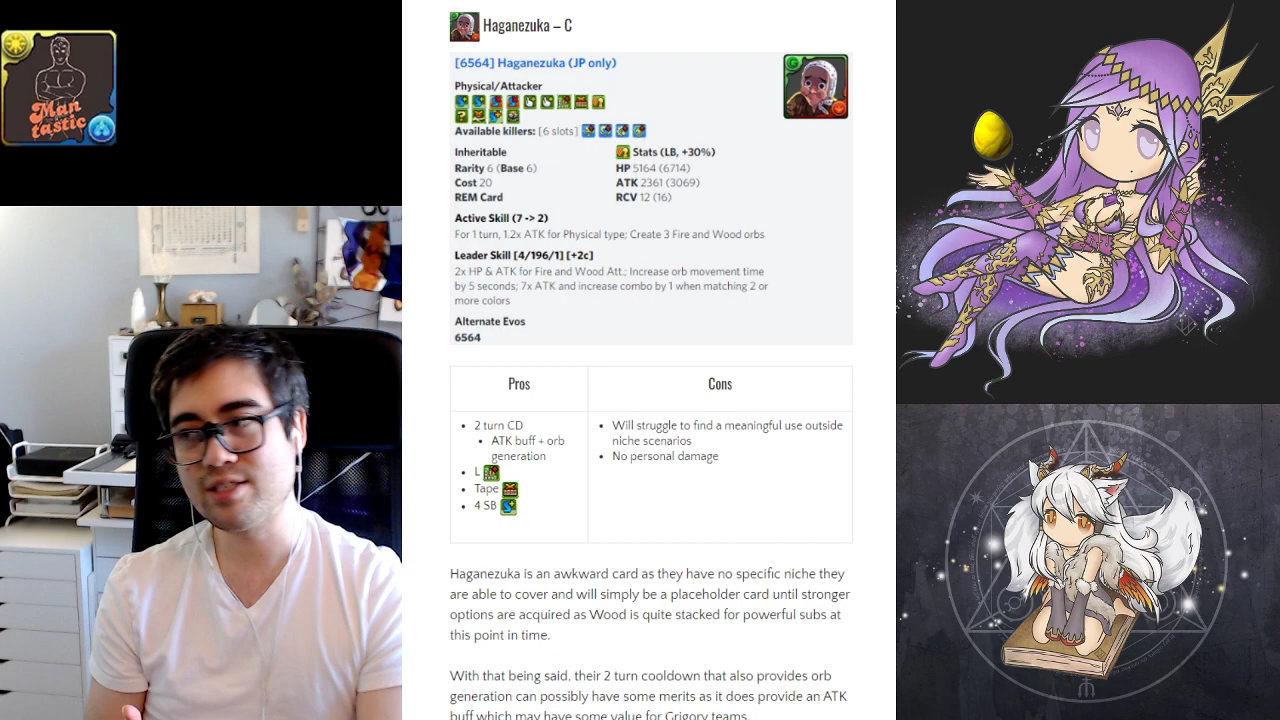 Man
tastic
Haganezuka – C
[6564] Haganezuka (JP only)
Physical/Attacker
Available killers: [6 slots]
Inheritable
Rarity 6 (Base 6)
Cost 20
REM Card
Stats (LB, +30%)
HP 5164 (6714)
ATK 2361 (3069)
RCV 12 (16)
Active Skill (7 -> 2)
For 1 turn, 1.2x ATK for Physical type; Create 3 Fire and Wood orbs
Leader Skill [4/196/1] [+2c]
2x HP & ATK for Fire and Wood Att.; Increase orb movement time
by 5 seconds; 7x ATK and increase combo by 1 when matching 2 or
more colors
Alternate Evos
6564
Pros
Cons
2 turn CD
ATK buff + orb
generation
L
Tape
4 SB
Will struggle to find a meaningful use outside
niche scenarios
No personal damage
Haganezuka is an awkward card as they have no specific niche they
are able to cover and will simply be a placeholder card until stronger
options are acquired as Wood is quite stacked for powerful subs at
this point in time.
With that being said, their 2 turn cooldown that also provides orb
generation can possibly have some merits as it does provide an ATK
buff which may have some value for Grigory teams.